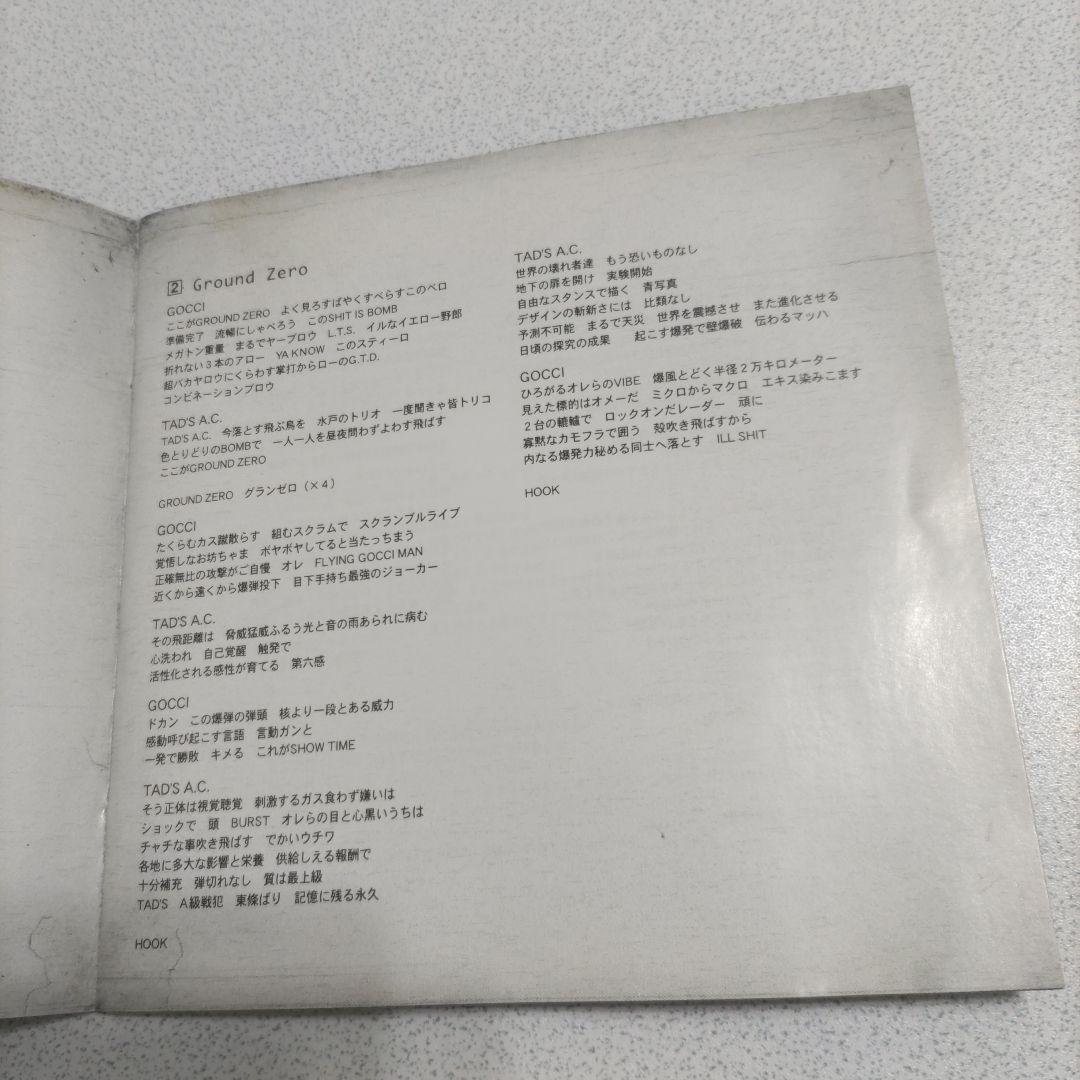 2 Ground Zero
GOCCI
ここがGROUND ZERO　よく見ろすばやくすべらすこのベロ
準備完了　流暢にしゃべろう　このSHIT IS BOMB
メガトン重量　まるでヤーブロウ　L.T.S.　イルなイエロー野郎
折れない3本のアロー　YA KNOW　このスティーロ
超バカヤロウにくらわす掌打からローのG.T.D.
コンビネーションブロウ
TAD'S A.C.
TAD'S A.C.　今落とす飛ぶ鳥を　水戸のトリオ　一度聞きゃ皆トリコ
色とりどりのBOMBで　一人一人を昼夜問わずよわす飛ばす
ここがGROUND ZERO
GROUND ZERO　グランゼロ（×4）
GOCCI
たくらむカス蹴散らす　組むスクラムで　スクランブルライブ
覚悟しなお坊ちゃま　ボヤボヤしてると当たっちまう
正確無比の攻撃がご自慢　オレ　FLYING GOCCI MAN
近くから遠くから爆弾投下　目下手持ち最強のジョーカー
TAD'S A.C.
その飛距離は　脅威猛威ふるう光と音の雨あられに病む
心洗われ　自己覚醒　触発で
活性化される感性が育てる　第六感
GOCCI
ドカン　この爆弾の弾頭　核より一段とある威力
感動呼び起こす言語　言動ガンと
一発で勝敗　キメる　これがSHOW TIME
TAD'S A.C.
そう正体は視覚聴覚　刺激するガス食わず嫌いは
ショックで　頭　BURST　オレらの目と心黒いうちは
チャチな事吹き飛ばす　でかいウチワ
各地に多大な影響と栄養　供給しえる報酬で
十分補充　弾切れなし　質は最上級
TAD'S　A級戦犯　東條ばり　記憶に残る永久
HOOK
TAD'S A.C.
世界の壊れ者達　もう恐いものなし
地下の扉を開け　実験開始
自由なスタンスで描く　青写真
デザインの斬新さには　比類なし
予測不可能　まるで天災　世界を震撼させ　また進化させる
日頃の探究の成果　　起こす爆発で壁爆破　伝わるマッハ
GOCCI
ひろがるオレらのVIBE　爆風とどく半径2万キロメーター
見えた標的はオメーだ　ミクロからマクロ　エキス染みこます
2台の轆轤で　ロックオンだレーダー　頑に
寡黙なカモフラで囲う　殻吹き飛ばすから
内なる爆発力秘める同士へ落とす　ILL SHIT
HOOK